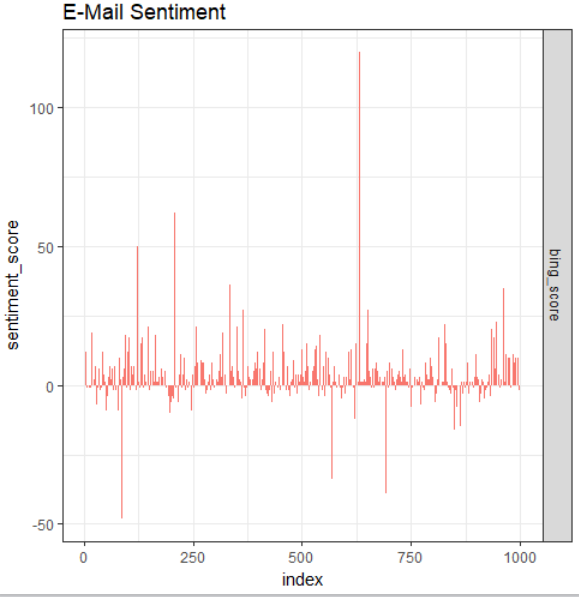 E-Mail Sentiment
sentiment_score
100
50
0
-50
0 250 500 750 1000
index
bing_score